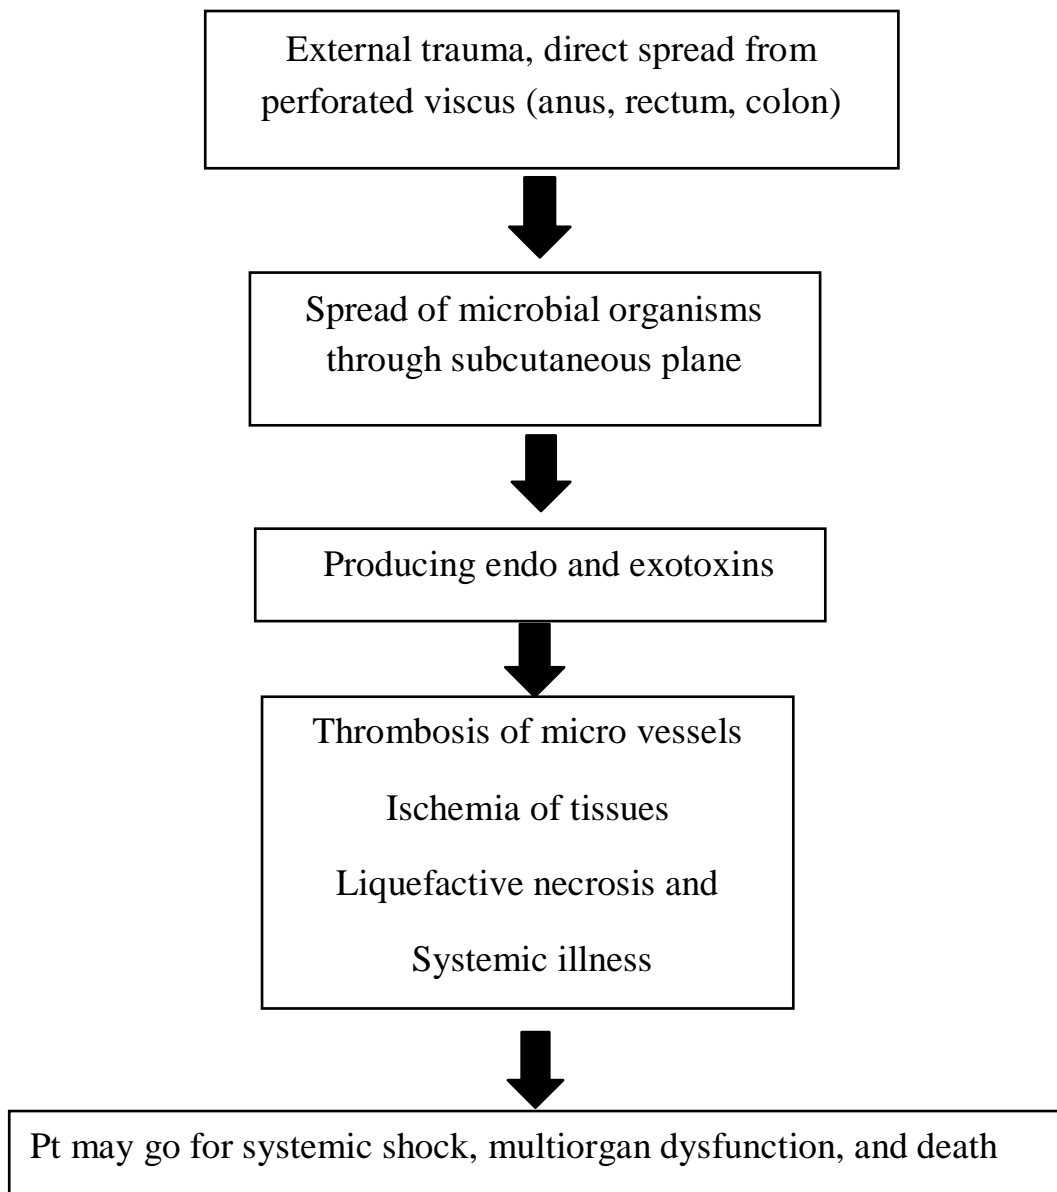 External trauma, direct spread from
perforated viscus (anus, rectum, colon)
Spread of microbial organisms
through subcutaneous plane
Producing endo and exotoxins
Thrombosis of micro vessels
Ischemia of tissues
Liquefactive necrosis and
Systemic illness
Pt may go for systemic shock, multiorgan dysfunction, and death